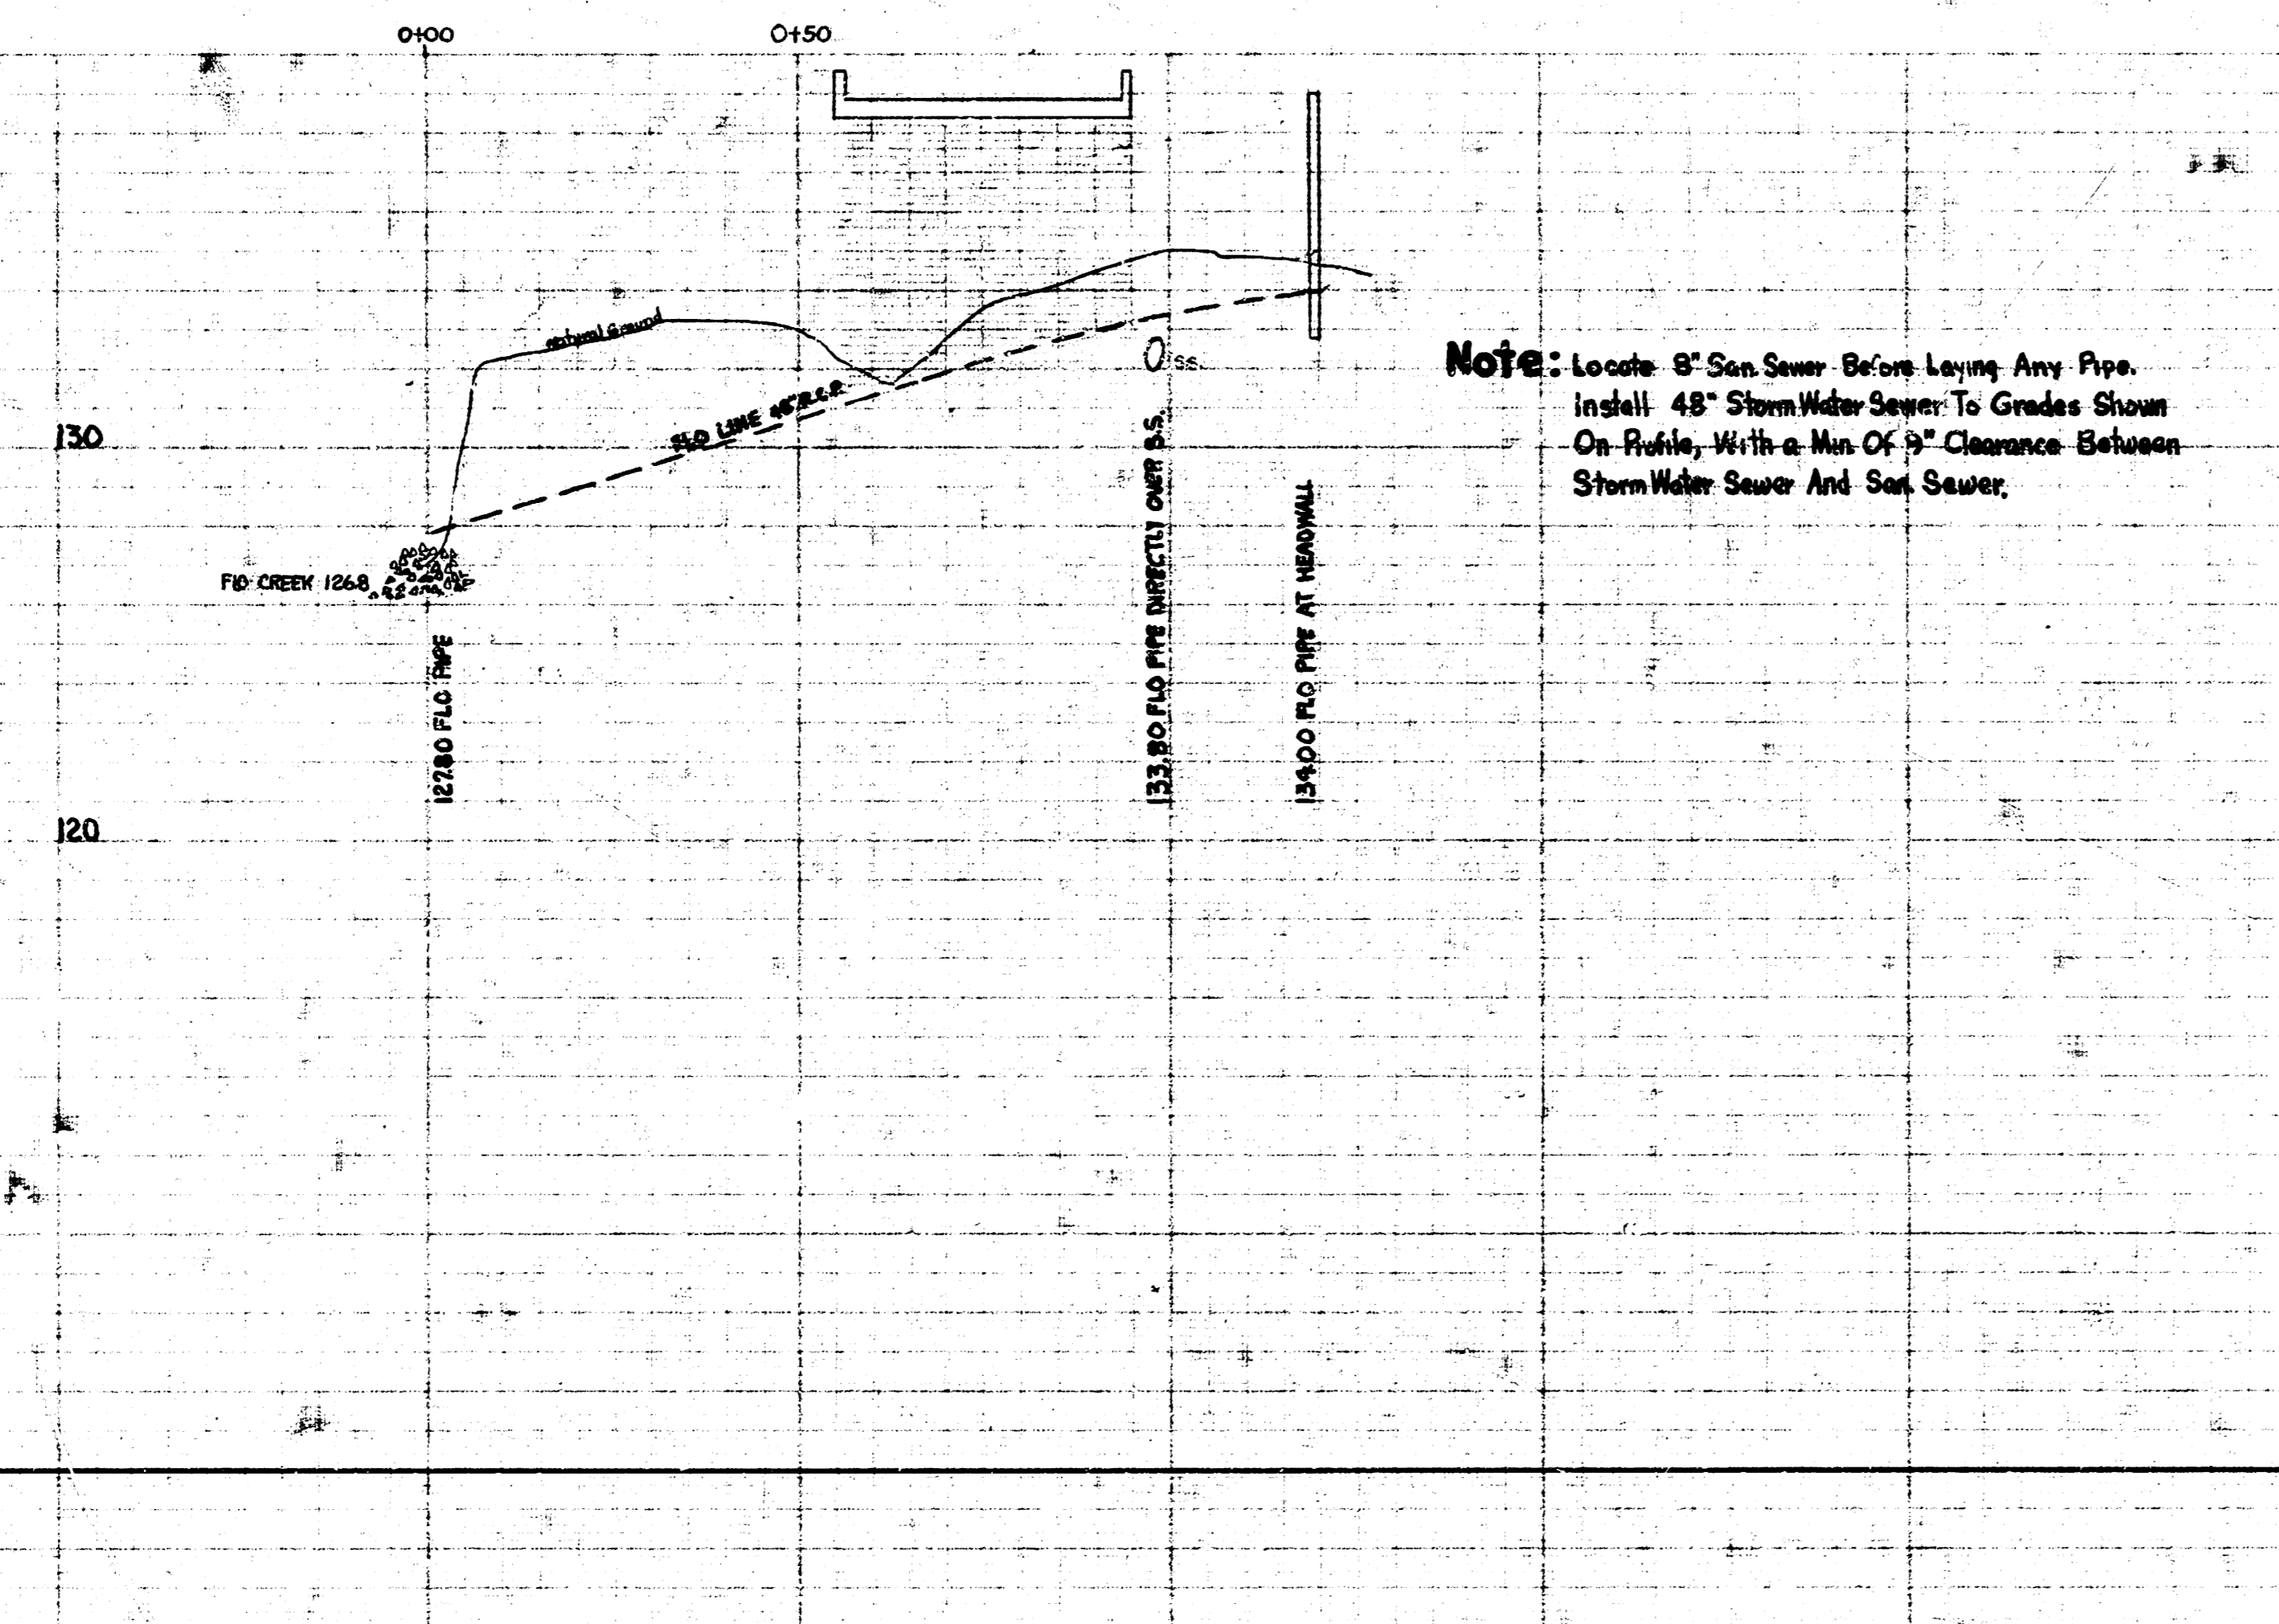 0+00
0+50
natural Ground
FLO LINE 48" R.C.P.
SS.
Note: Locate 8" San. Sewer Before Laying Any Pipe.
Install 48" Storm Water Sewer To Grades Shown
On Profile, With a Min Of 9" Clearance Between
Storm Water Sewer And San. Sewer.
130
FLO CREEK 126.8
127.80 FLO PIPE
133.80 FLO PIPE DIRECTLY OVER S.S.
134.00 FLO PIPE AT HEADWALL
120